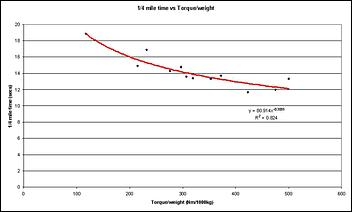 1/4 mile time vs Torque/weight
20
18
16
14
12
10
8
6
4
2
0
0 100 200 300 400 500 600
1/4 mile time (secs)
Torque/weight (Nm/1000kg)
R² = 0.824